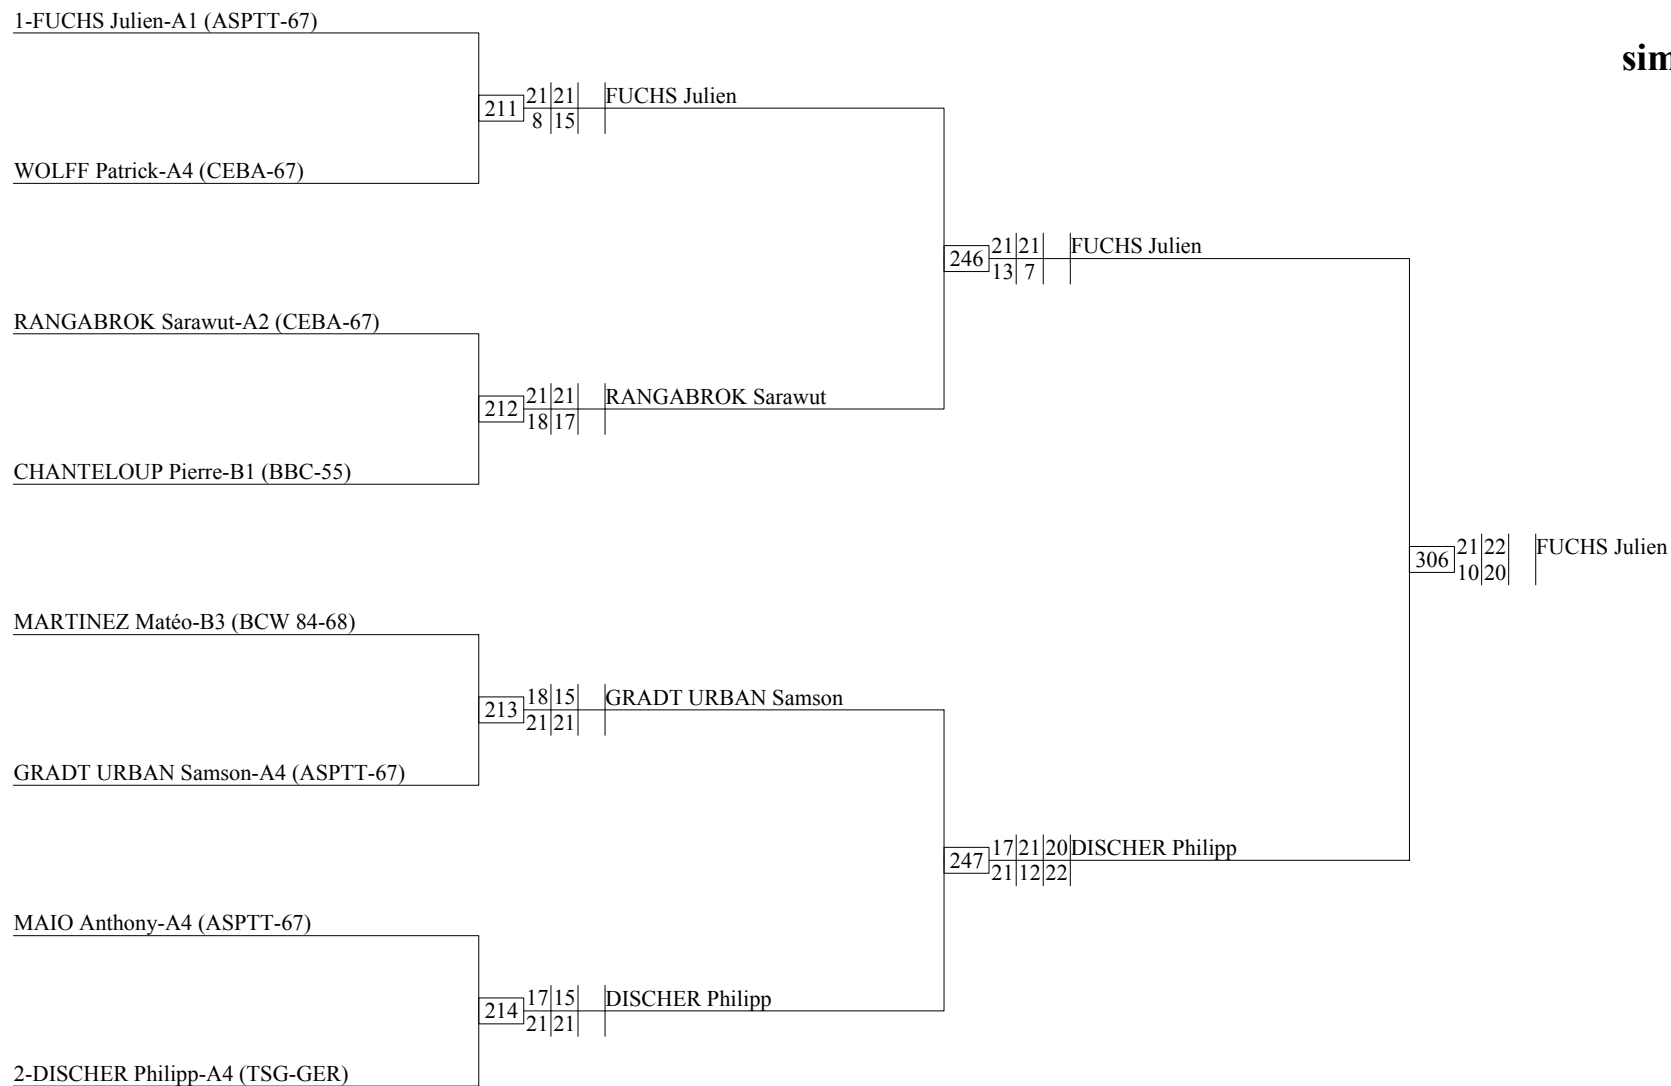 1-FUCHS Julien-A1 (ASPTT-67)
sim
211 21 21 FUCHS Julien
8 15
WOLFF Patrick-A4 (CEBA-67)
246 21 21 FUCHS Julien
13 7
RANGABROK Sarawut-A2 (CEBA-67)
212 21 21 RANGABROK Sarawut
18 17
CHANTELOUP Pierre-B1 (BBC-55)
306 21 22 FUCHS Julien
10 20
MARTINEZ Matéo-B3 (BCW 84-68)
213 18 15 GRADT URBAN Samson
21 21
GRADT URBAN Samson-A4 (ASPTT-67)
247 17 21 20 DISCHER Philipp
21 12 22
MAIO Anthony-A4 (ASPTT-67)
214 17 15 DISCHER Philipp
21 21
2-DISCHER Philipp-A4 (TSG-GER)